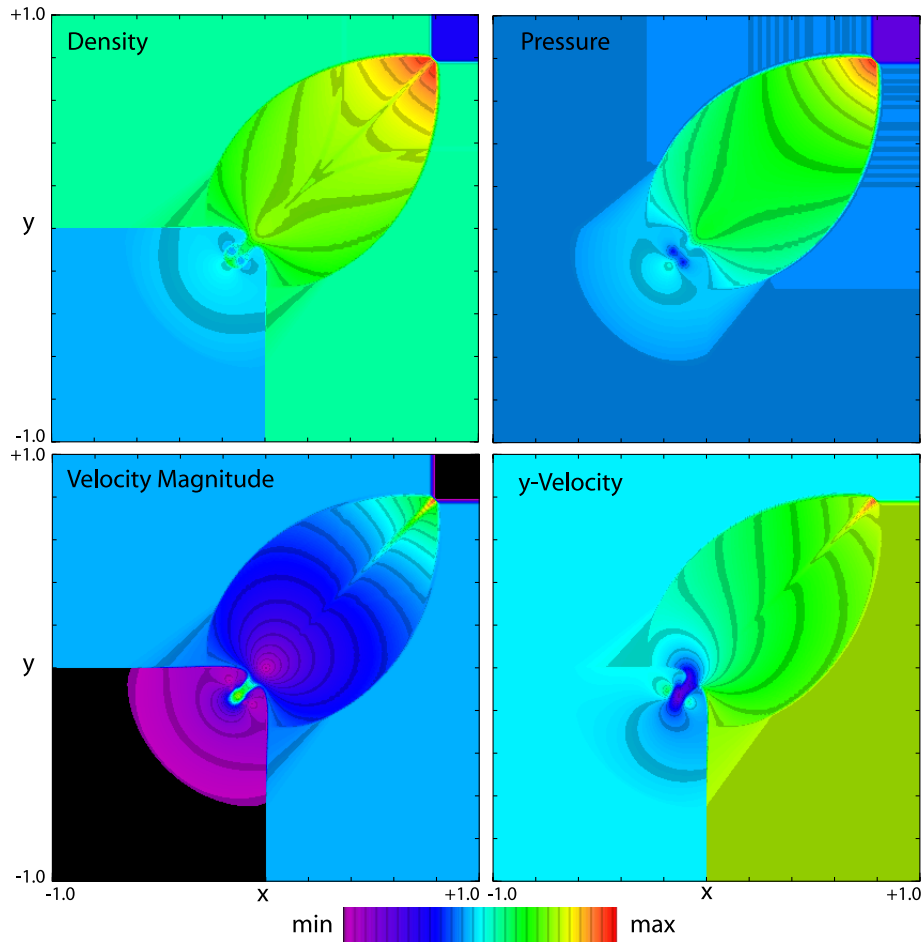 +1.0
Density
Pressure
y
-1.0
+1.0
Velocity Magnitude
y-Velocity
y
-1.0
-1.0
x
+1.0
-1.0
x
+1.0
min
max